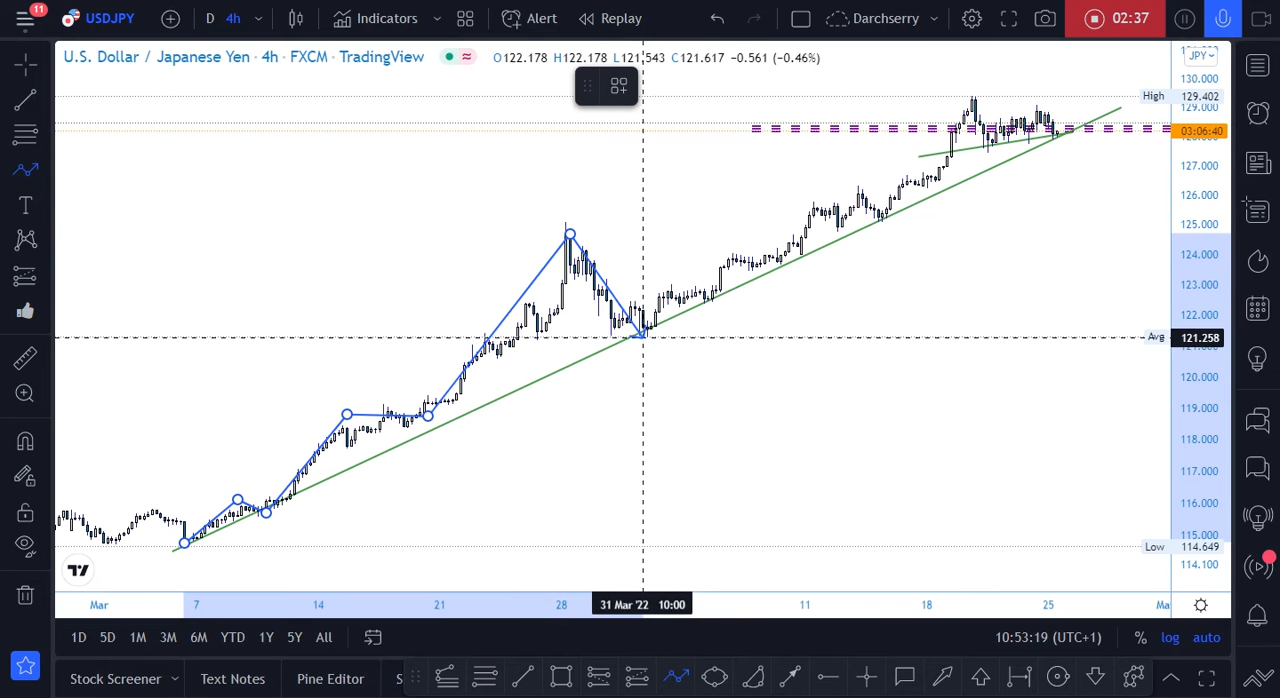 11
USDJPY
D
4h
Indicators
Alert
Replay
Darchserry
02:37
U.S. Dollar / Japanese Yen · 4h · FXCM · TradingView
O122.178 H122.178 L121.543 C121.617 -0.561 (-0.46%)
JPY
130.000
High 129.402
129.000
03:06:40
127.000
126.000
125.000
124.000
123.000
122.000
Avg 121.258
120.000
119.000
118.000
117.000
116.000
115.000
Low 114.649
114.100
Mar 7 14 21 28 31 Mar '22 10:00 11 18 25 Ma
1D 5D 1M 3M 6M YTD 1Y 5Y All
10:53:19 (UTC+1)
% log auto
Stock Screener Text Notes Pine Editor S